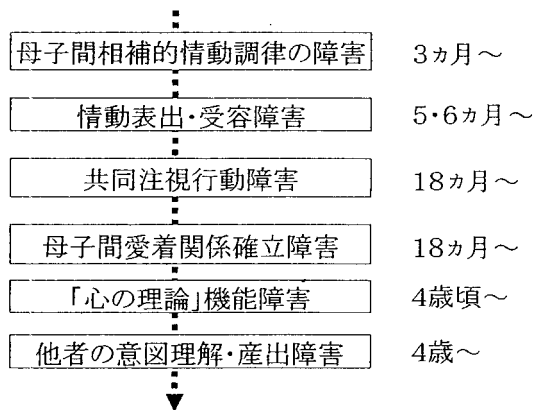 母子間相補的情動調律の障害 3ヵ月～
情動表出・受容障害 5・6ヵ月～
共同注視行動障害 18ヵ月～
母子間愛着関係確立障害 18ヵ月～
「心の理論」機能障害 4歳頃～
他者の意図理解・産出障害 4歳～